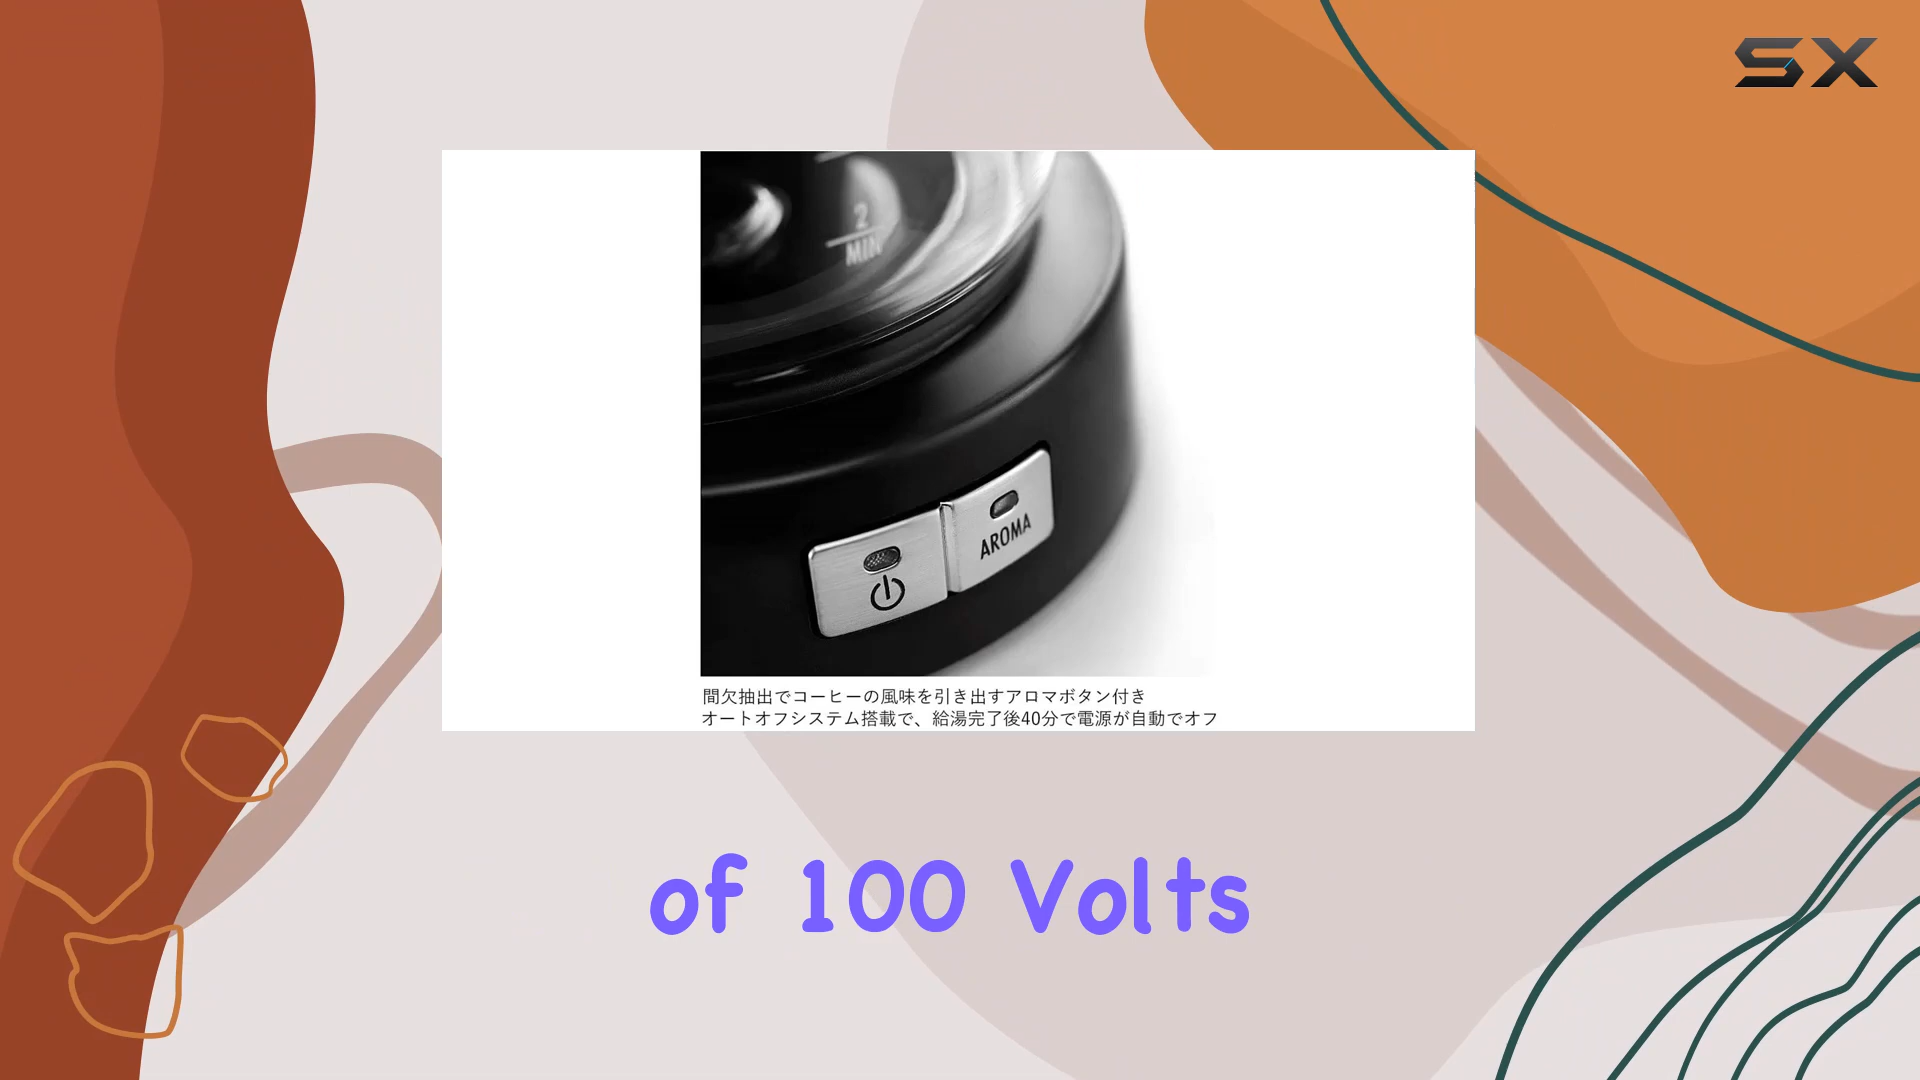 SX
2
MIN
AROMA
間欠抽出でコーヒーの風味を引き出すアロマボタン付き
オートオフシステム搭載で、給湯完了後40分で電源が自動でオフ
of 100 Volts